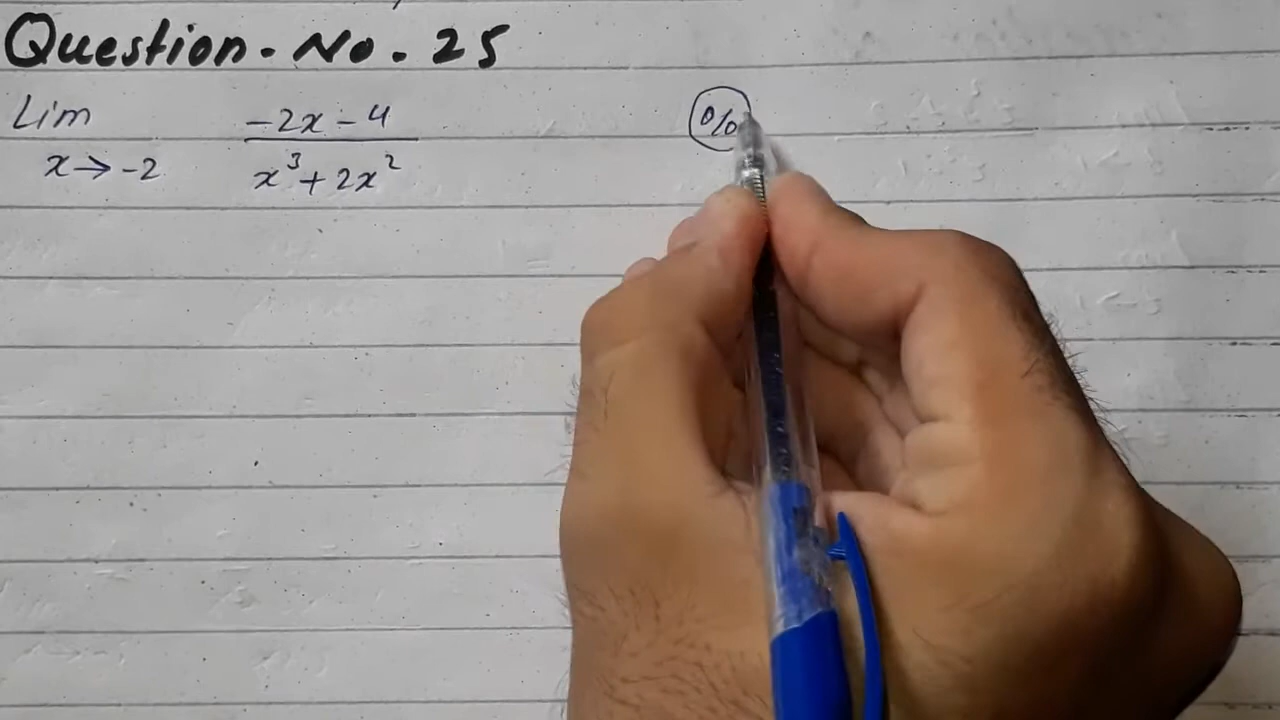 Question. No. 25
Lim -2x-4 0/0
x→-2 x³+2x²